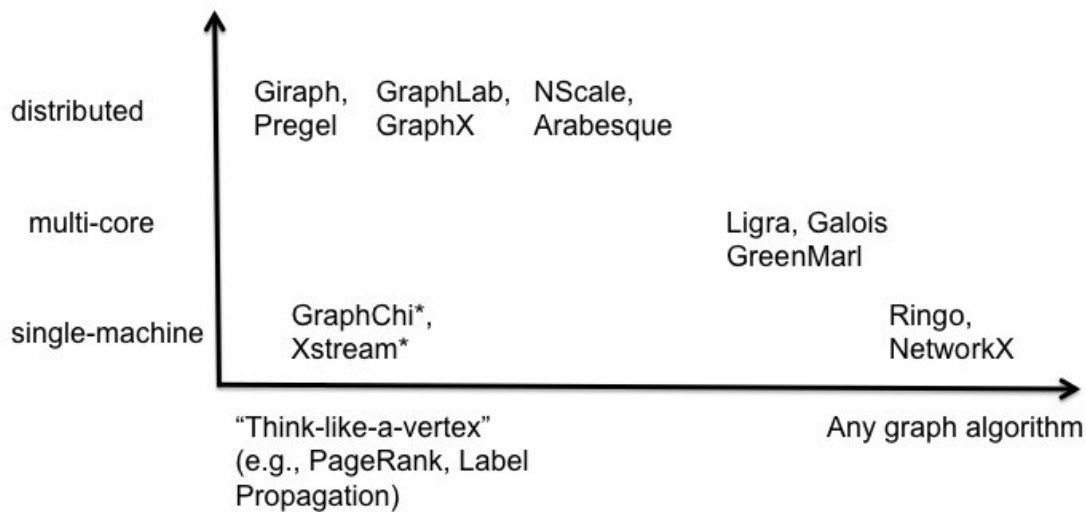 distributed
Giraph, GraphLab, NScale,
Pregel GraphX Arabesque
multi-core
Ligra, Galois
GreenMarl
single-machine
GraphChi*,
Xstream*
Ringo,
NetworkX
“Think-like-a-vertex”
(e.g., PageRank, Label
Propagation)
Any graph algorithm